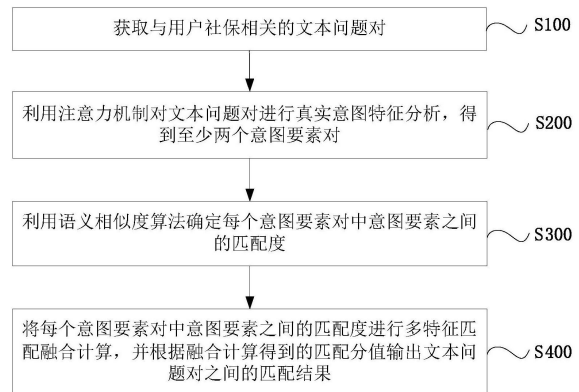 获取与用户社保相关的文本问题对
S100
利用注意力机制对文本问题对进行真实意图特征分析，得
到至少两个意图要素对
S200
利用语义相似度算法确定每个意图要素对中意图要素之间
的匹配度
S300
将每个意图要素对中意图要素之间的匹配度进行多特征匹
配融合计算，并根据融合计算得到的匹配分值输出文本问
题对之间的匹配结果
S400